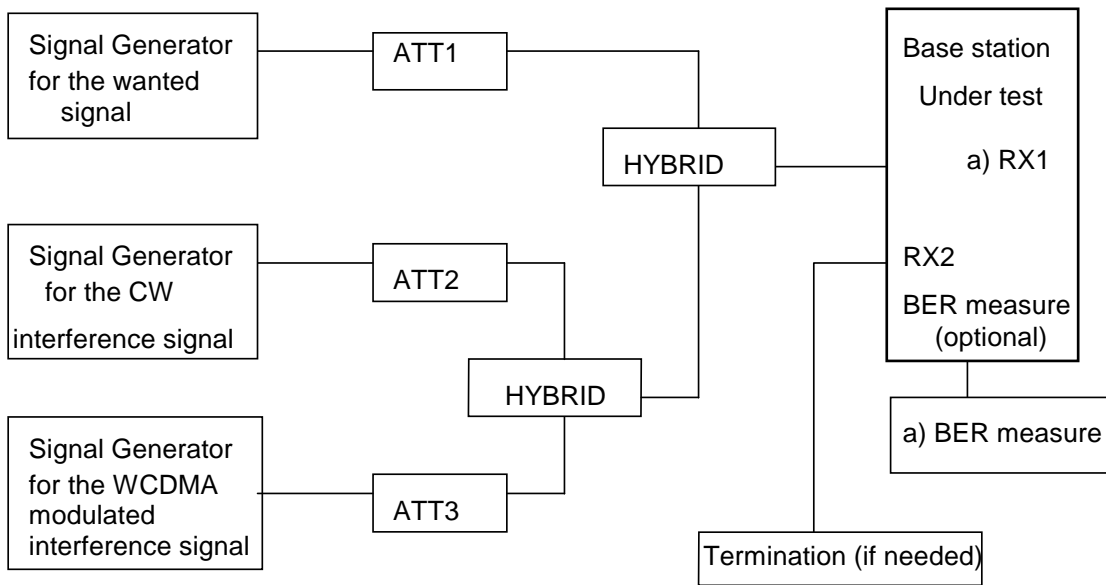 Signal Generator
for the wanted
signal
ATT1
HYBRID
Base station
Under test
a) RX1
RX2
BER measure
(optional)
Signal Generator
for the CW
interference signal
ATT2
HYBRID
Signal Generator
for the WCDMA
modulated
interference signal
ATT3
a) BER measure
Termination (if needed)